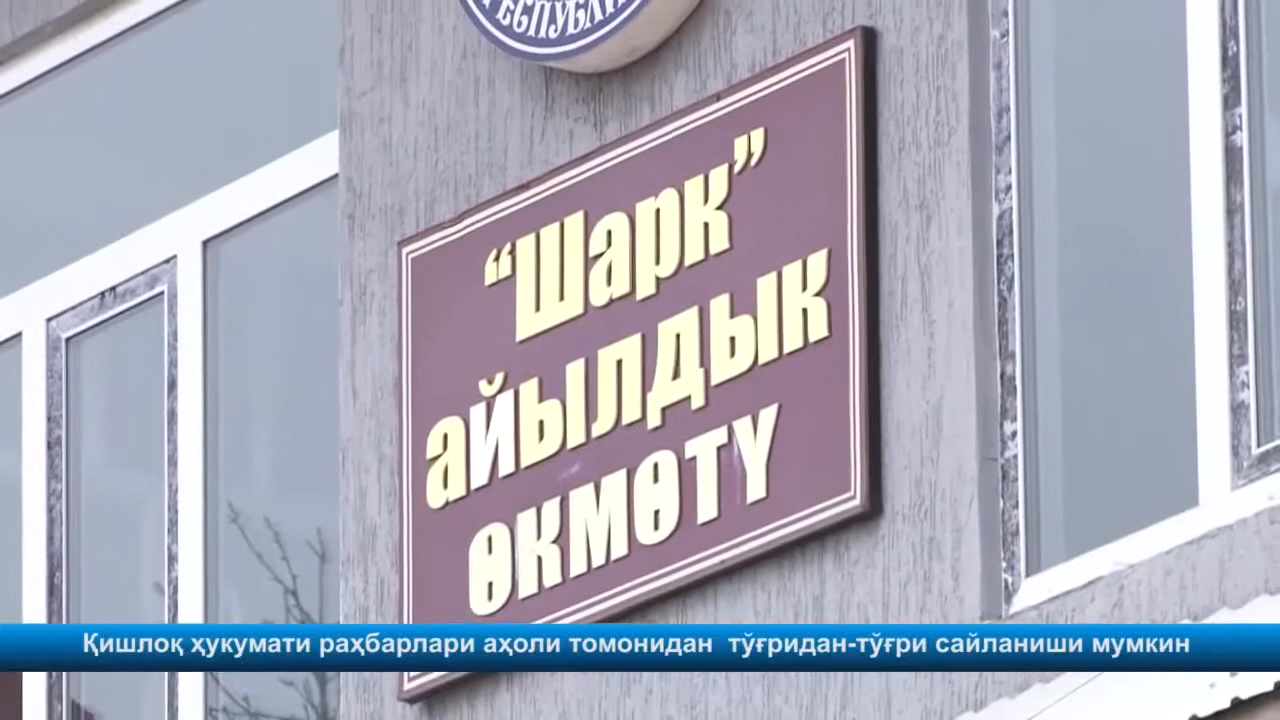 “Шарк”
айылдык
өкмөтү
Қишлоқ ҳукумати раҳбарлари аҳоли томонидан тўғридан-тўғри сайланиши мумкин